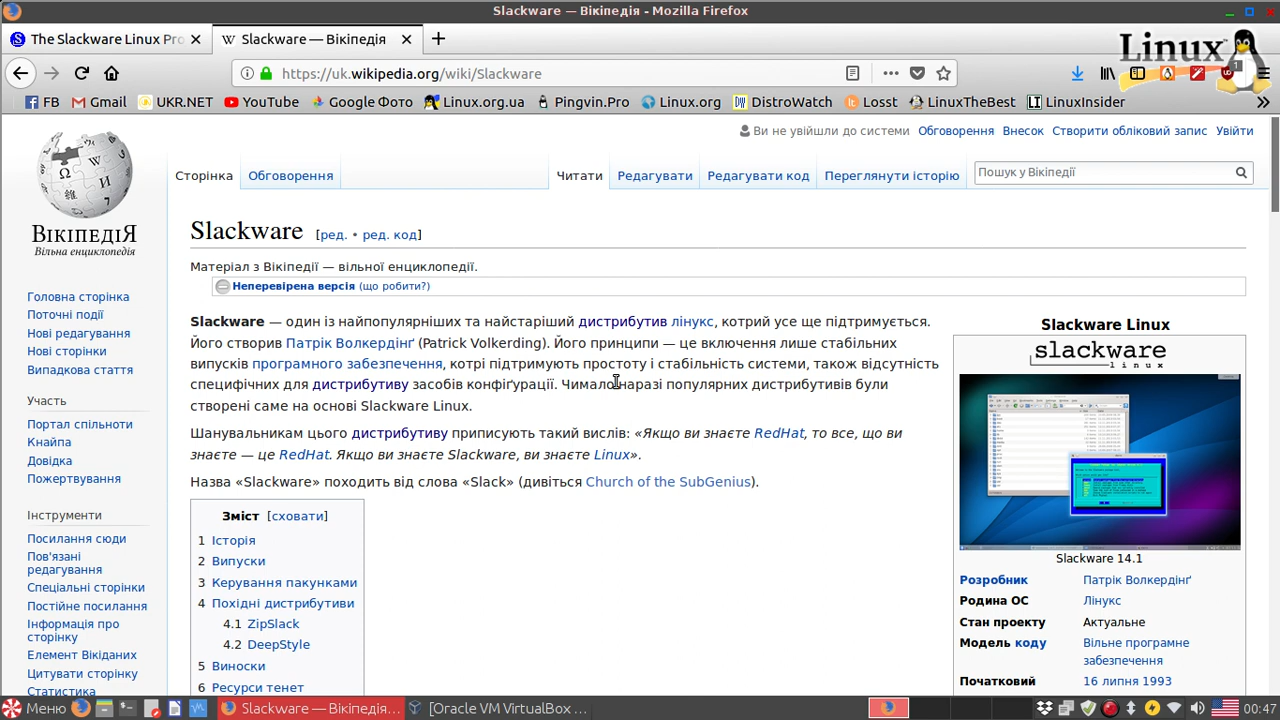 Slackware — Вікіпедія - Mozilla Firefox
The Slackware Linux Pro
Slackware — Вікіпедія
Linux
https://uk.wikipedia.org/wiki/Slackware
1
FB Gmail UKR.NET YouTube Google Фото Linux.org.ua Pingvin.Pro Linux.org DistroWatch Losst LinuxTheBest LinuxInsider
Ви не увійшли до системи Обговорення Внесок Створити обліковий запис Увійти
Сторінка Обговорення Читати Редагувати Редагувати код Переглянути історію Пошук у Вікіпедії
ВІКІПЕДІЯ
Вільна енциклопедія
Головна сторінка
Поточні події
Нові редагування
Нові сторінки
Випадкова стаття
Участь
Портал спільноти
Кнайпа
Довідка
Пожертвування
Інструменти
Посилання сюди
Пов'язані
редагування
Спеціальні сторінки
Постійне посилання
Інформація про
сторінку
Елемент Вікіданих
Цитувати сторінку
Статистика
Slackware [ред. • ред. код]
Матеріал з Вікіпедії — вільної енциклопедії.
Неперевірена версія (що робити?)
Slackware — один із найпопулярніших та найстаріший дистрибутив лінукс, котрий усе ще підтримується.
Його створив Патрік Волкердінґ (Patrick Volkerding). Його принципи — це включення лише стабільних
випусків програмного забезпечення, котрі підтримують простоту і стабільність системи, також відсутність
специфічних для дистрибутиву засобів конфіґурації. Чимало наразі популярних дистрибутивів були
створені саме на основі Slackware Linux.
Шанувальникам цього дистрибутиву приписують такий вислів: «Якщо ви знаєте RedHat, то все, що ви
знаєте — це RedHat. Якщо ви знаєте Slackware, ви знаєте Linux».
Назва «Slackware» походить від слова «Slack» (дивіться Church of the SubGenius).
Зміст [сховати]
1 Історія
2 Випуски
3 Керування пакунками
4 Похідні дистрибутиви
4.1 ZipSlack
4.2 DeepStyle
5 Виноски
6 Ресурси тенет
Slackware Linux
slackware
linux
Slackware 14.1
Розробник Патрік Волкердінґ
Родина ОС Лінукс
Стан проекту Актуальне
Модель коду Вільне програмне
забезпечення
Початковий 16 липня 1993
Меню Slackware — Вікіпедія... [Oracle VM VirtualBox ... 00:47